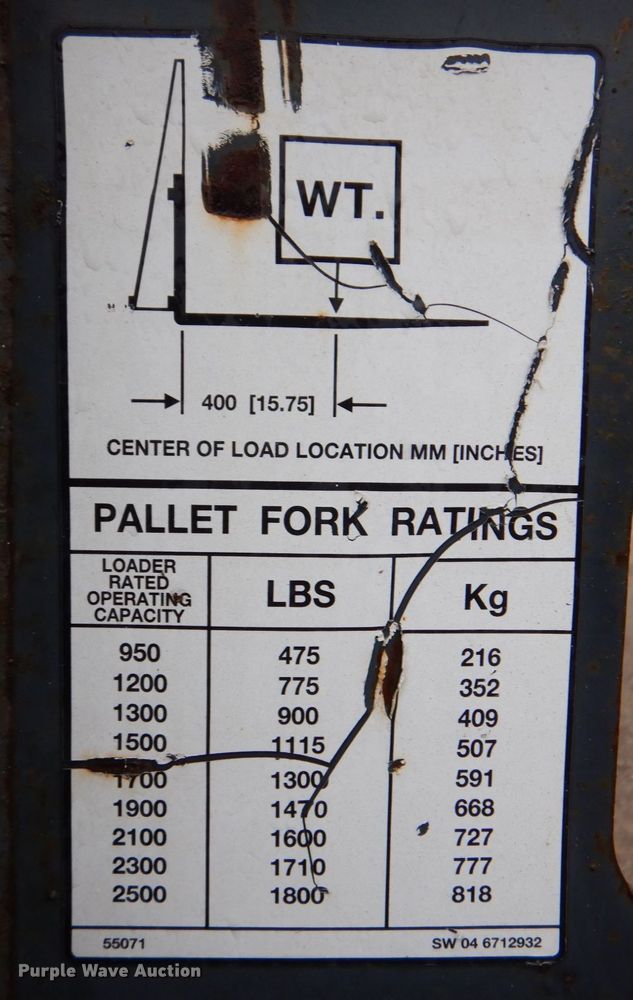 WT.
400 [15.75]
CENTER OF LOAD LOCATION MM [INCHES]
PALLET FORK RATINGS
LOADER RATED OPERATING CAPACITY LBS Kg
950 475 216
1200 775 352
1300 900 409
1500 1115 507
1700 1300 591
1900 1470 668
2100 1600 727
2300 1710 777
2500 1800 818
55071 SW 04 6712932
Purple Wave Auction